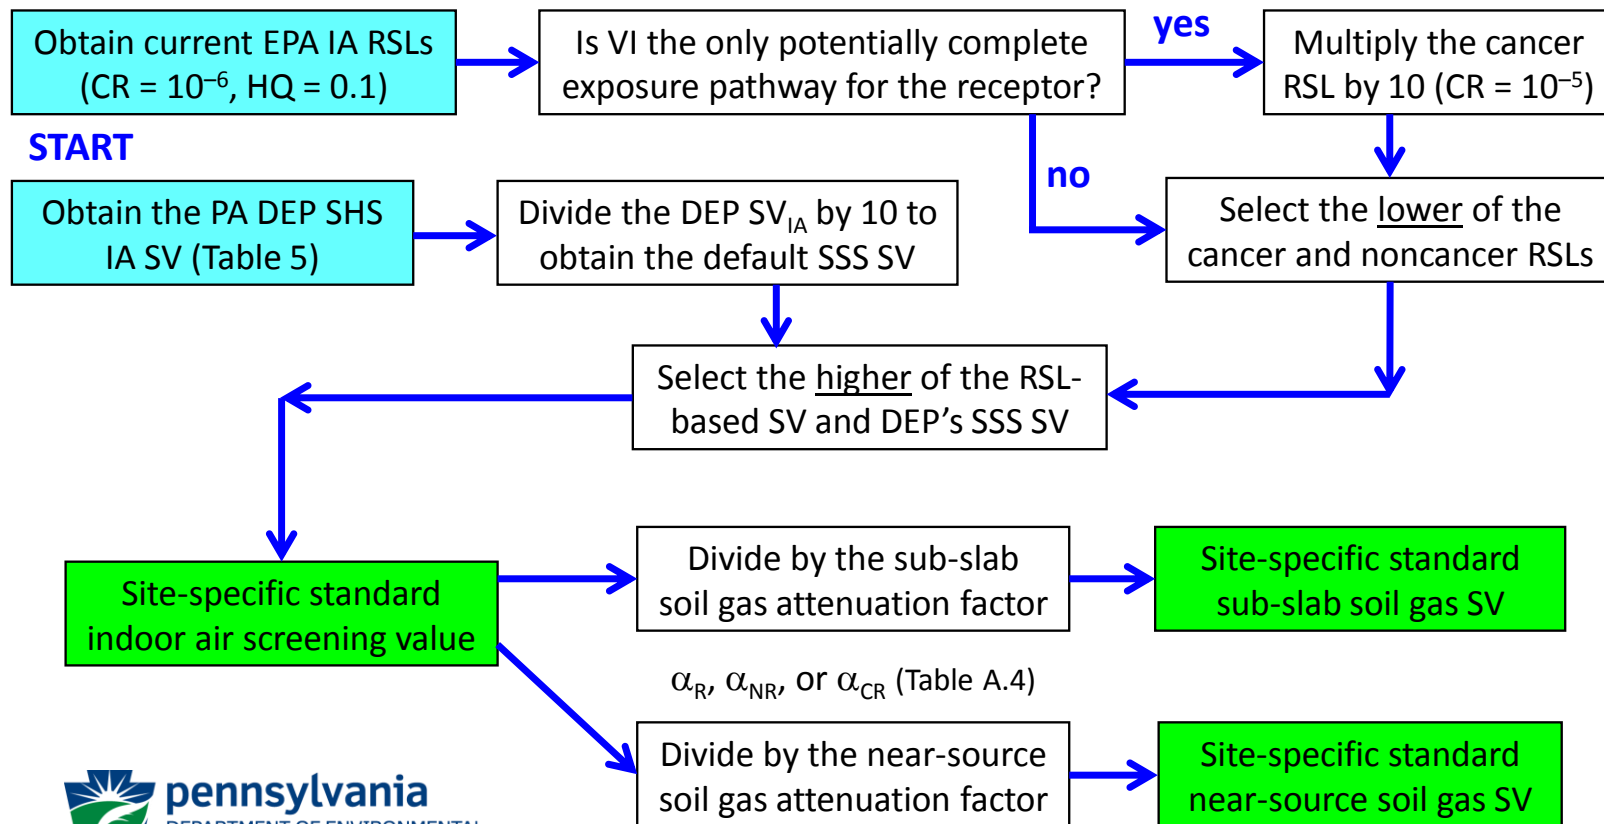 Obtain current EPA IA RSLs
(CR = 10⁻⁶, HQ = 0.1)
Is VI the only potentially complete
exposure pathway for the receptor?
yes
Multiply the cancer
RSL by 10 (CR = 10⁻⁵)
START
no
Obtain the PA DEP SHS
IA SV (Table 5)
Divide the DEP SV_IA by 10 to
obtain the default SSS SV
Select the lower of the
cancer and noncancer RSLs
Select the higher of the RSL-
based SV and DEP's SSS SV
Site-specific standard
indoor air screening value
Divide by the sub-slab
soil gas attenuation factor
Site-specific standard
sub-slab soil gas SV
α_R, α_NR, or α_CR (Table A.4)
Divide by the near-source
soil gas attenuation factor
Site-specific standard
near-source soil gas SV
pennsylvania
DEPARTMENT OF ENVIRONMENTAL